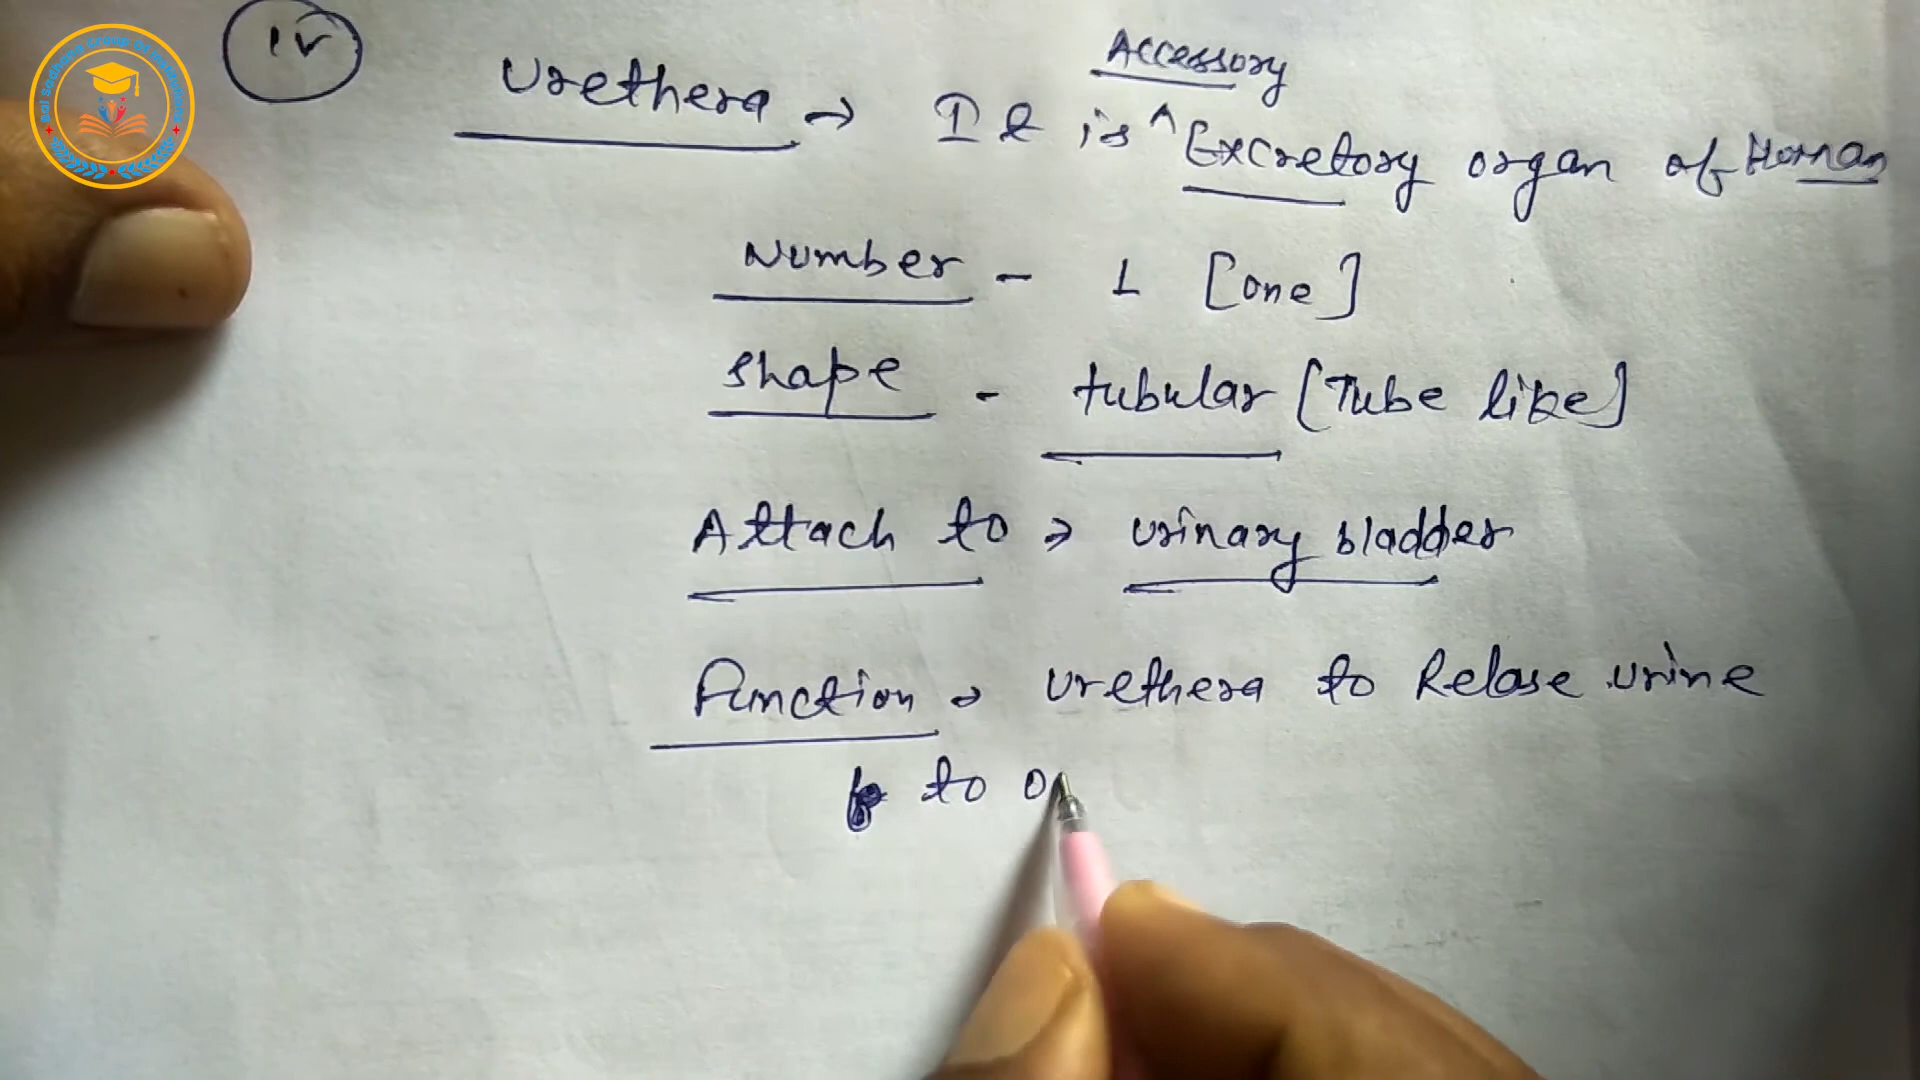 iv
Urethera → It is ^ Accessory Excretory organ of Human
Number - 1 [one]
Shape - tubular [Tube like]
Attach to → urinary bladder
Function → urethera to Relase urine
to o